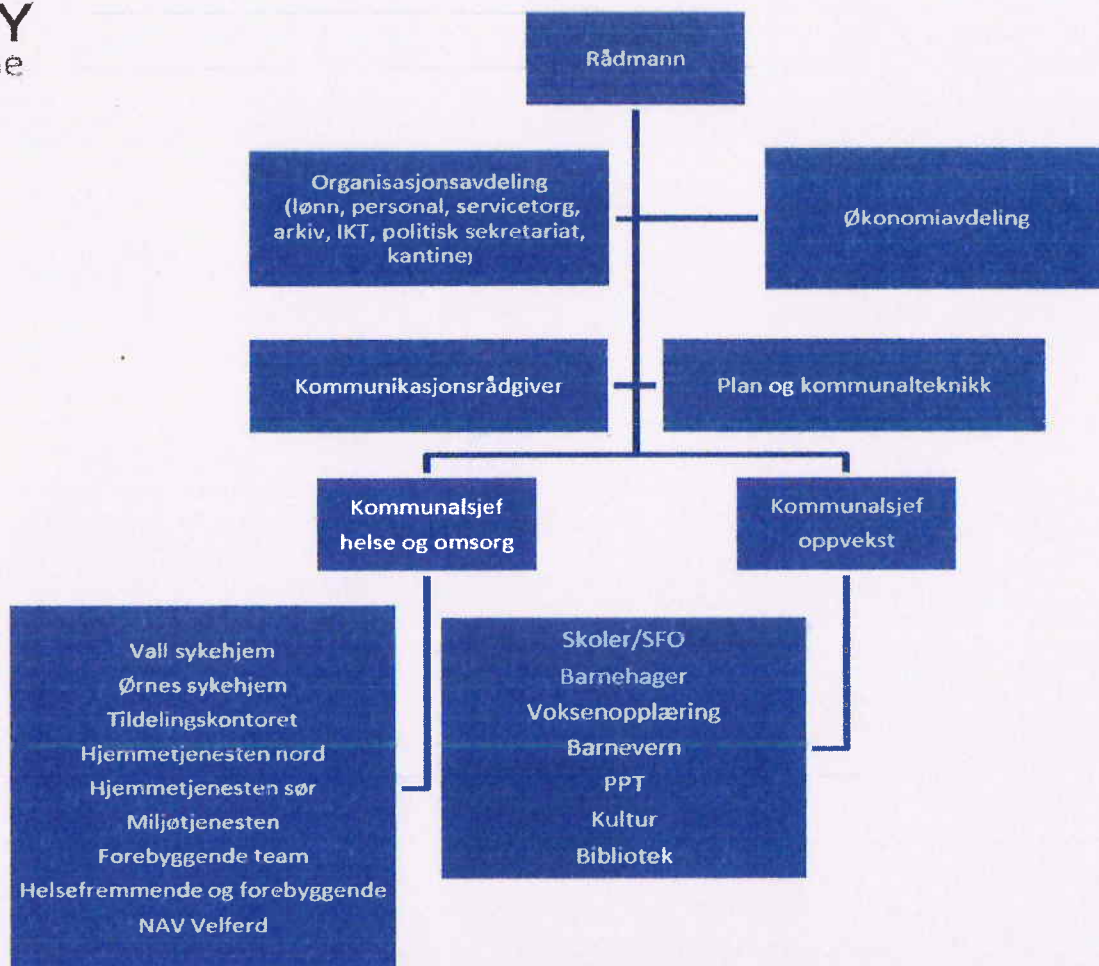 Rådmann
Organisasjonsavdeling
(lønn, personal, servicetorg,
arkiv, IKT, politisk sekretariat,
kantine)
Økonomiavdeling
Kommunikasjonsrådgiver
Plan og kommunalteknikk
Kommunalsjef
helse og omsorg
Kommunalsjef
oppvekst
Vall sykehjem
Ørnes sykehjem
Tildelingskontoret
Hjemmetjenesten nord
Hjemmetjenesten sør
Miljøtjenesten
Forebyggende team
Helsefremmende og forebyggende
NAV Velferd
Skoler/SFO
Barnehager
Voksenopplæring
Barnevern
PPT
Kultur
Bibliotek